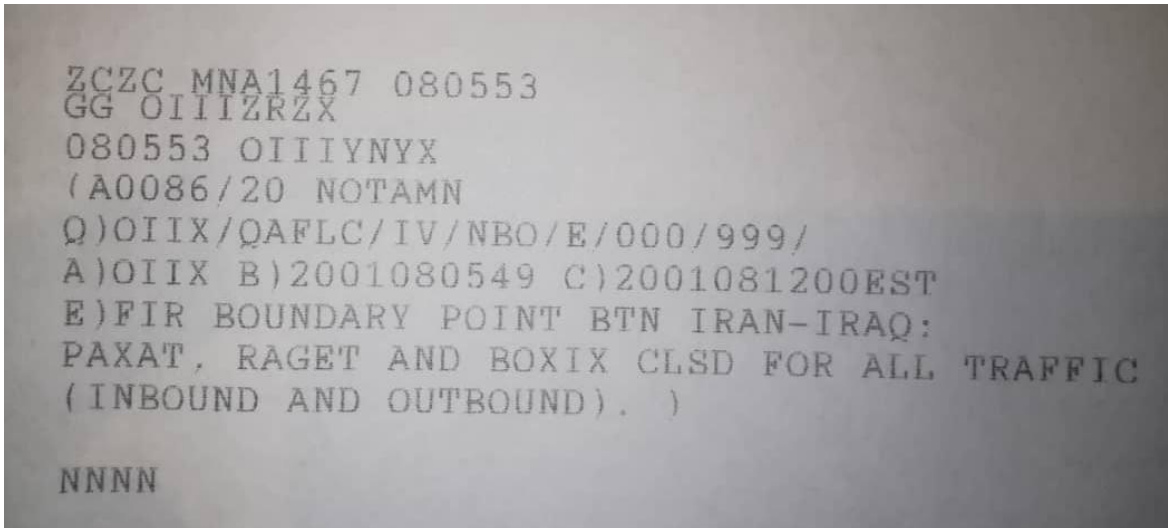 ZCZC MNA1467 080553
GG OIIIZRZX
080553 OIIIYNYX
(A0086/20 NOTAMN
Q)OIIX/QAFLC/IV/NBO/E/000/999/
A)OIIX B)2001080549 C)2001081200EST
E)FIR BOUNDARY POINT BTN IRAN-IRAQ:
PAXAT, RAGET AND BOXIX CLSD FOR ALL TRAFFIC
(INBOUND AND OUTBOUND). )
NNNN